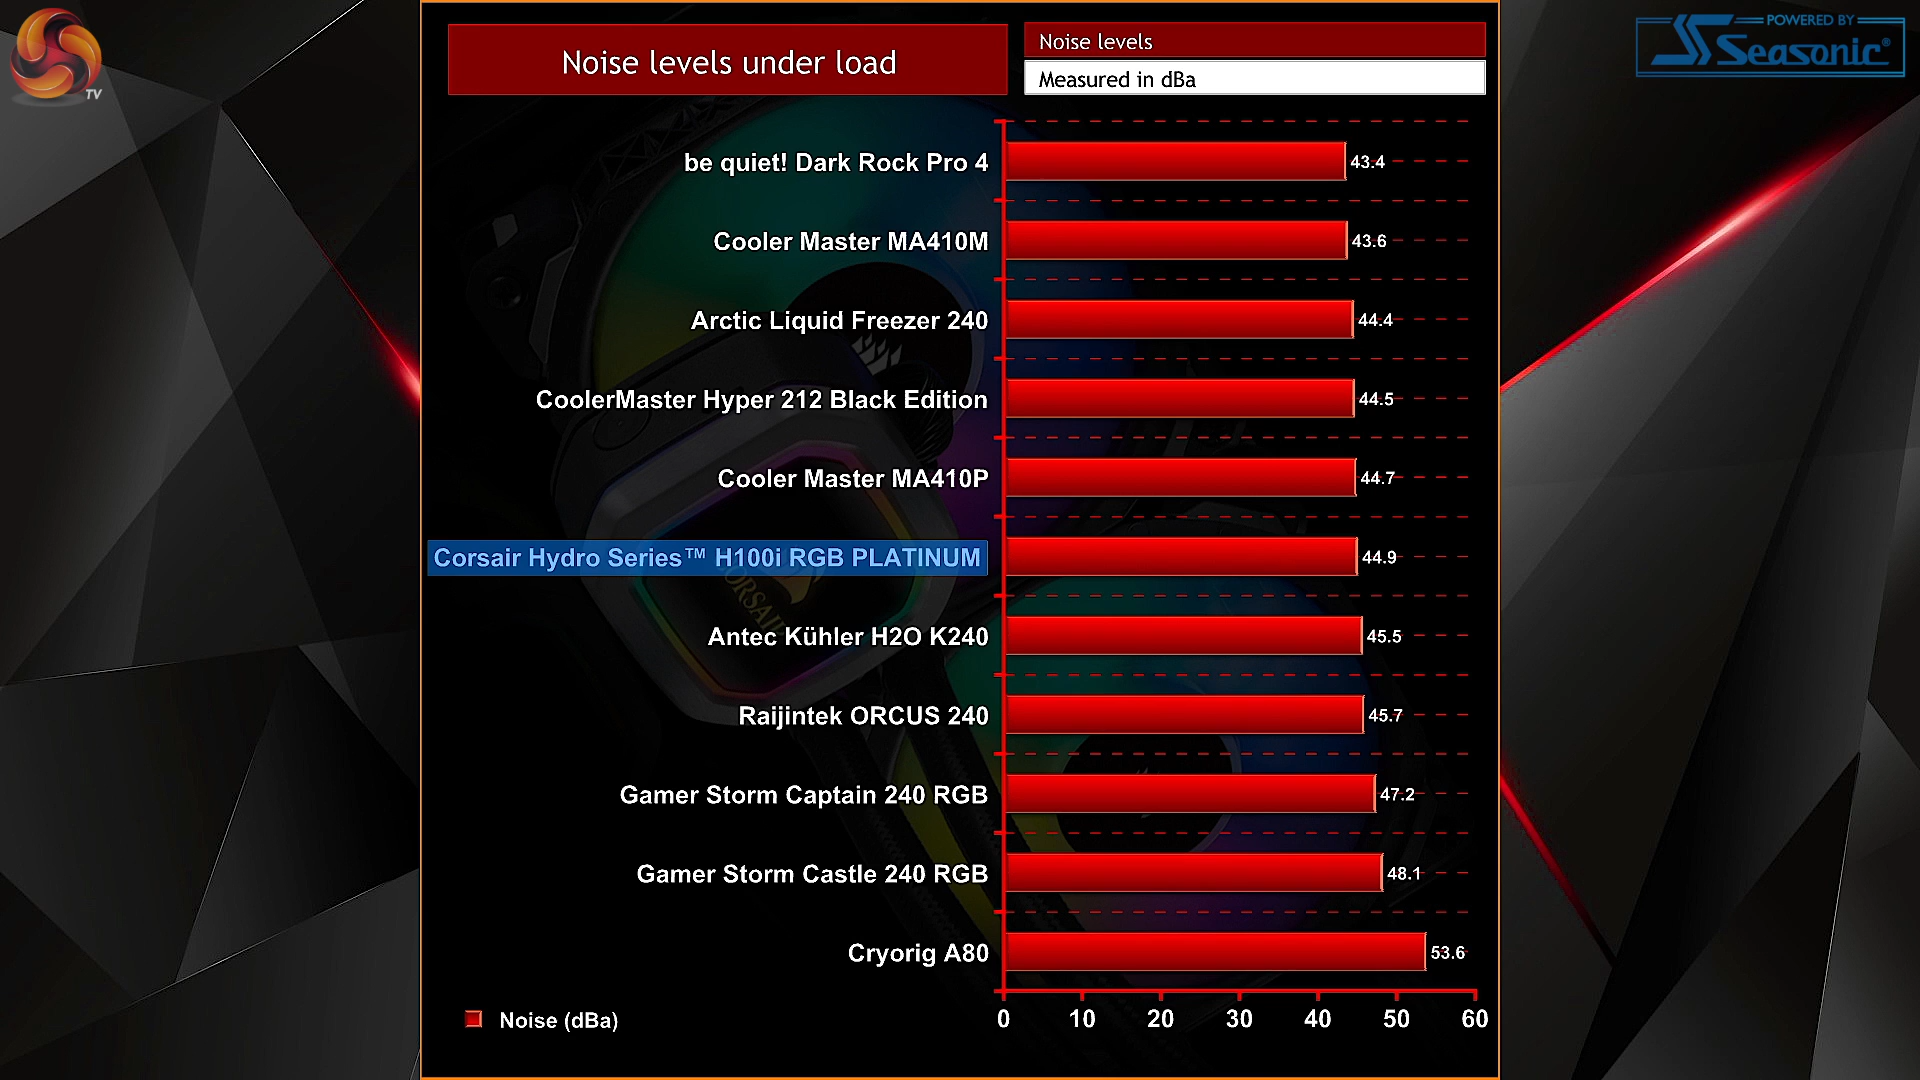 TV
Noise levels under load
Noise levels
Measured in dBa
POWERED BY
Seasonic®
be quiet! Dark Rock Pro 4 43.4
Cooler Master MA410M 43.6
Arctic Liquid Freezer 240 44.4
CoolerMaster Hyper 212 Black Edition 44.5
Cooler Master MA410P 44.7
Corsair Hydro Series™ H100i RGB PLATINUM 44.9
CORSAIR
Antec Kühler H2O K240 45.5
Raijintek ORCUS 240 45.7
Gamer Storm Captain 240 RGB 47.2
Gamer Storm Castle 240 RGB 48.1
Cryorig A80 53.6
0 10 20 30 40 50 60
Noise (dBa)